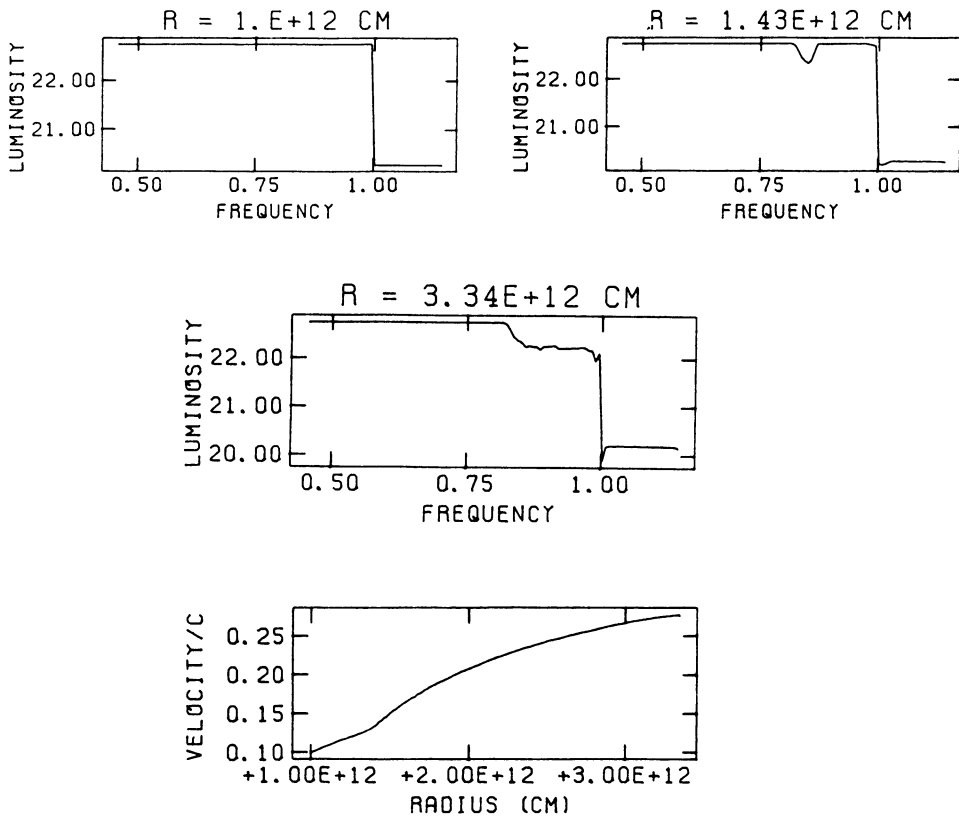 R = 1.E+12 CM
LUMINOSITY
22.00
21.00
0.50 0.75 1.00
FREQUENCY
R = 1.43E+12 CM
LUMINOSITY
22.00
21.00
0.50 0.75 1.00
FREQUENCY
R = 3.34E+12 CM
LUMINOSITY
22.00
21.00
20.00
0.50 0.75 1.00
FREQUENCY
VELOCITY/C
0.25
0.20
0.15
0.10
+1.00E+12 +2.00E+12 +3.00E+12
RADIUS (CM)